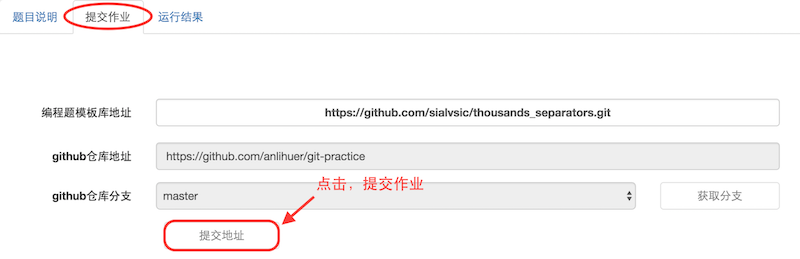 题目说明 提交作业 运行结果
编程题模板库地址 https://github.com/sialvsic/thousands_separators.git
github仓库地址 https://github.com/anlihuer/git-practice
点击，提交作业
github仓库分支 master 获取分支
提交地址